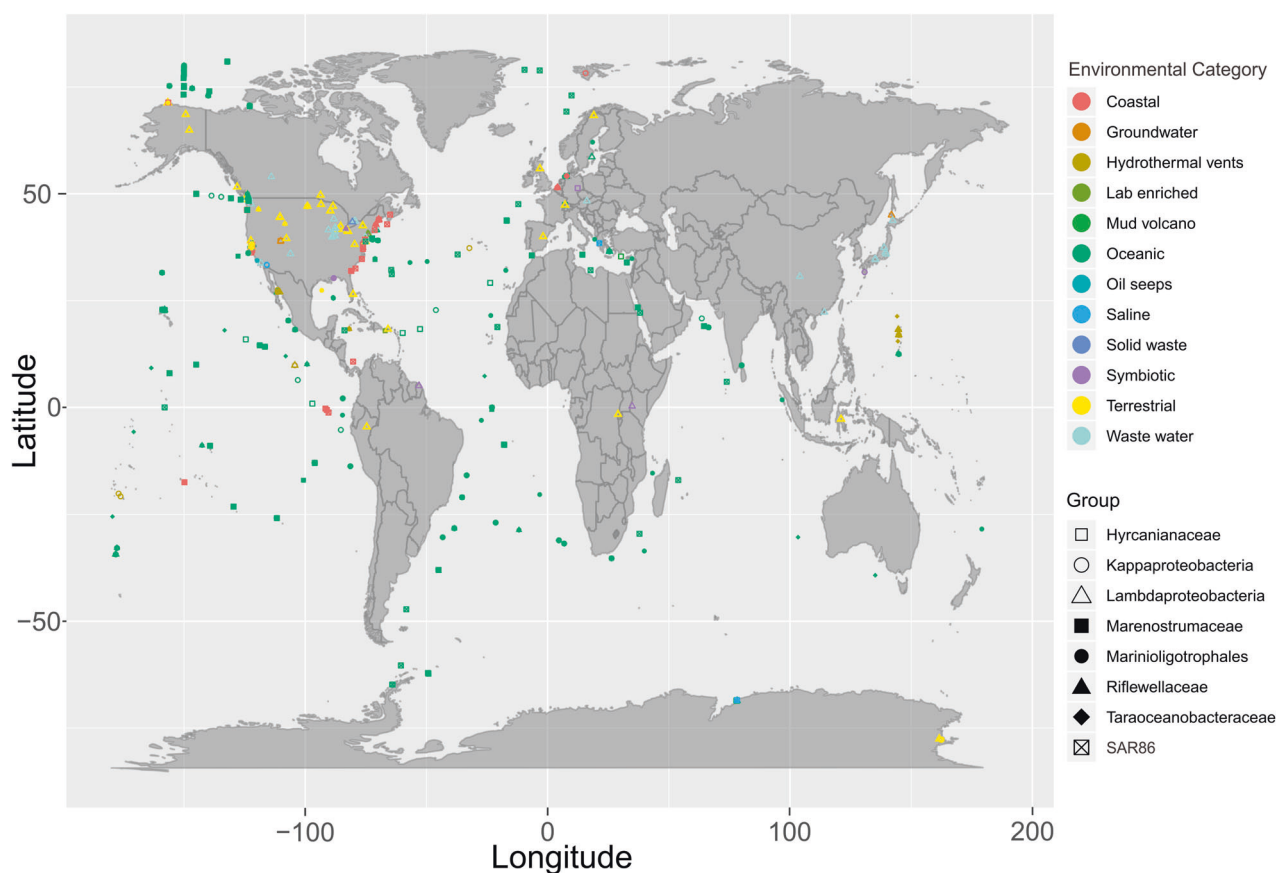 Latitude
50
0
−50
−100
0
100
200
Longitude
Environmental Category
Coastal
Groundwater
Hydrothermal vents
Lab enriched
Mud volcano
Oceanic
Oil seeps
Saline
Solid waste
Symbiotic
Terrestrial
Waste water
Group
Hyrcanianaceae
Kappaproteobacteria
Lambdaproteobacteria
Marenostrumaceae
Marinioligotrophales
Riflewellaceae
Taraoceanobacteraceae
SAR86